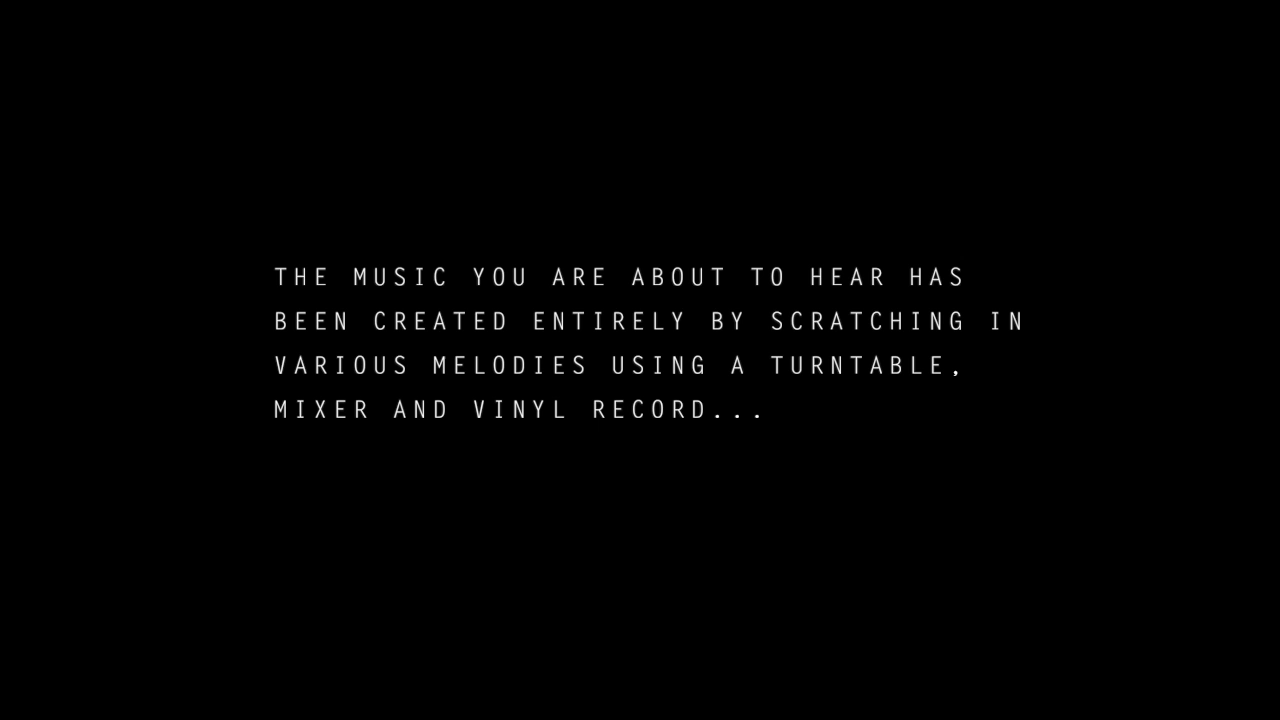 THE MUSIC YOU ARE ABOUT TO HEAR HAS
BEEN CREATED ENTIRELY BY SCRATCHING IN
VARIOUS MELODIES USING A TURNTABLE,
MIXER AND VINYL RECORD...